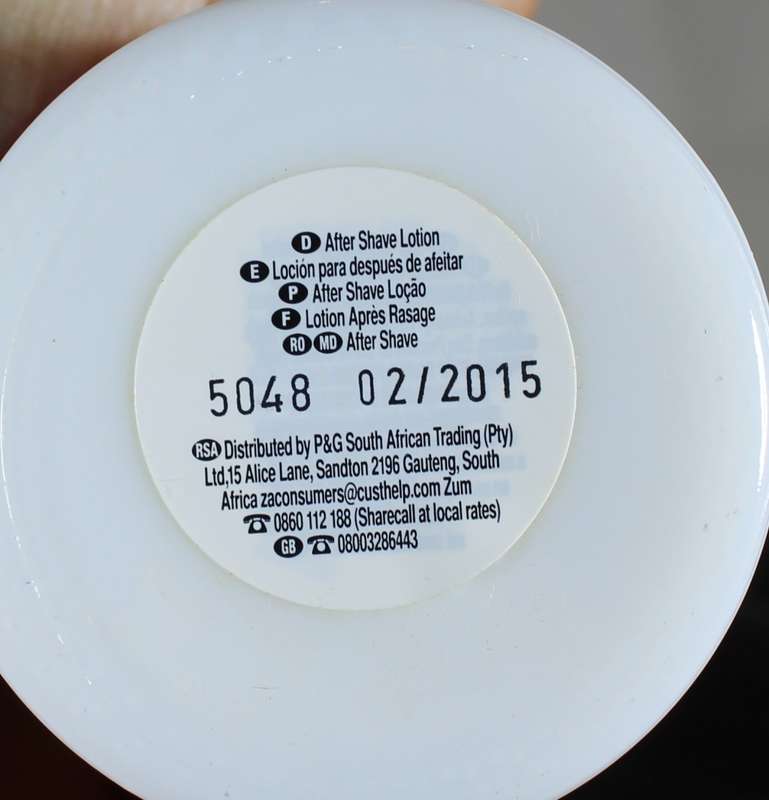 D After Shave Lotion
E Loción para después de afeitar
P After Shave Loção
F Lotion Après Rasage
RO MD After Shave
5048 02/2015
RSA Distributed by P&G South African Trading (Pty)
Ltd,15 Alice Lane, Sandton 2196 Gauteng, South
Africa zaconsumers@custhelp.com Zum
☎ 0860 112 188 (Sharecall at local rates)
GB ☎ 08003286443